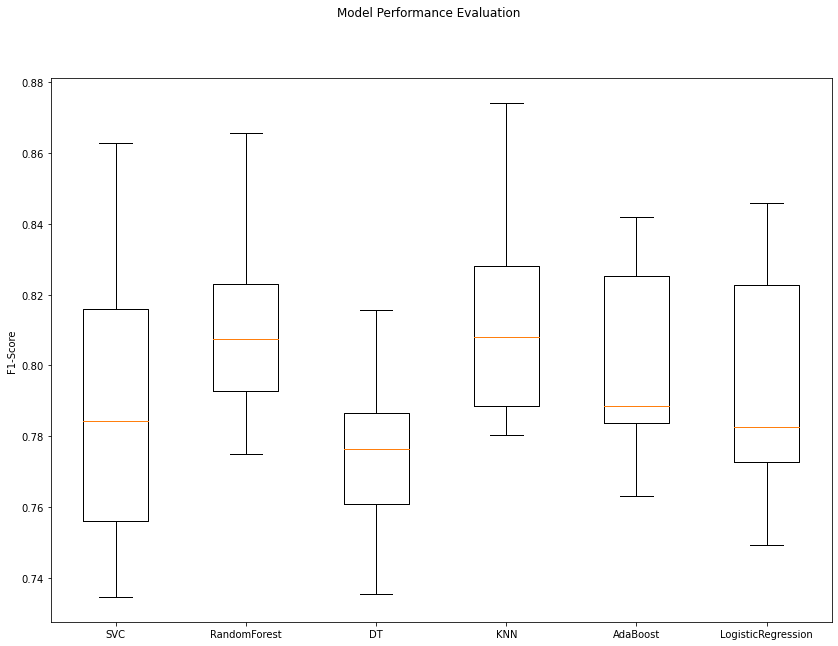 Model Performance Evaluation
0.88
0.86
0.84
0.82
0.80
0.78
0.76
0.74
F1-Score
SVC RandomForest DT KNN AdaBoost LogisticRegression